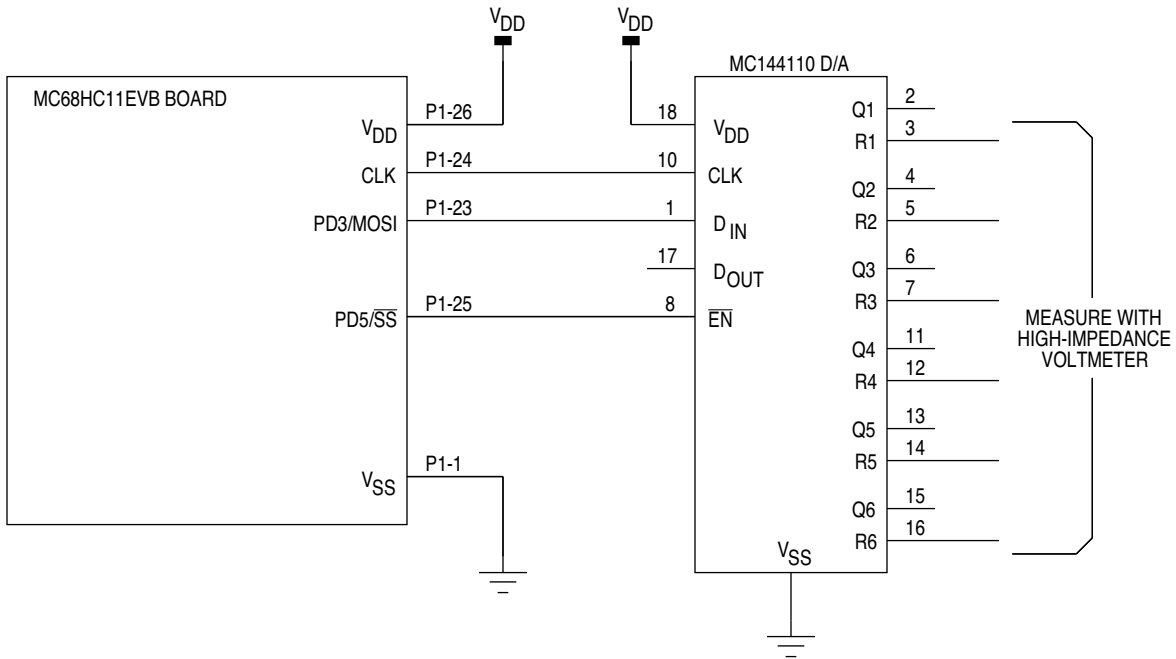 VDD
VDD
MC68HC11EVB BOARD
MC144110 D/A
VDD
P1-26
CLK
P1-24
PD3/MOSI
P1-23
PD5/SS
P1-25
VSS
P1-1
18
VDD
10
CLK
1
DIN
17
DOUT
8
EN
VSS
Q1
2
R1
3
Q2
4
R2
5
Q3
6
R3
7
Q4
11
R4
12
Q5
13
R5
14
Q6
15
R6
16
MEASURE WITH
HIGH-IMPEDANCE
VOLTMETER